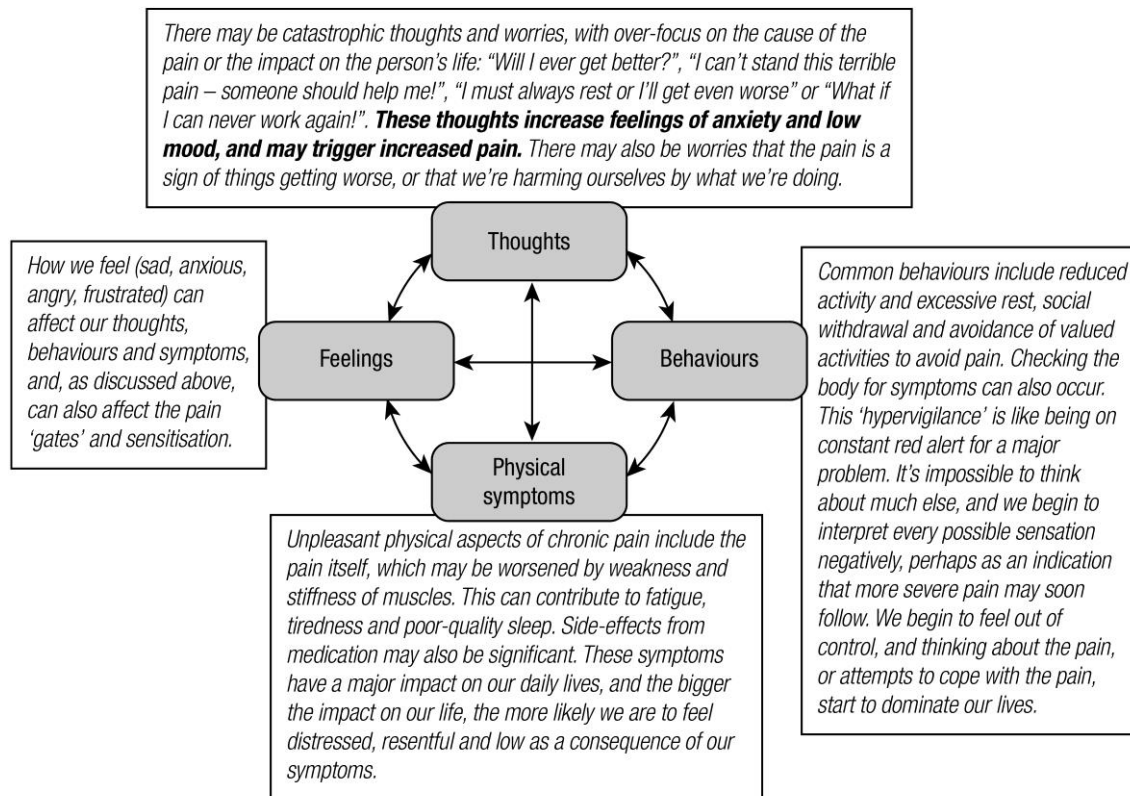 There may be catastrophic thoughts and worries, with over-focus on the cause of the
pain or the impact on the person’s life: “Will I ever get better?”, “I can’t stand this terrible
pain – someone should help me!”, “I must always rest or I’ll get even worse” or “What if
I can never work again!”. These thoughts increase feelings of anxiety and low
mood, and may trigger increased pain. There may also be worries that the pain is a
sign of things getting worse, or that we’re harming ourselves by what we’re doing.
Thoughts
How we feel (sad, anxious,
angry, frustrated) can
affect our thoughts,
behaviours and symptoms,
and, as discussed above,
can also affect the pain
‘gates’ and sensitisation.
Feelings
Behaviours
Common behaviours include reduced
activity and excessive rest, social
withdrawal and avoidance of valued
activities to avoid pain. Checking the
body for symptoms can also occur.
This ‘hypervigilance’ is like being on
constant red alert for a major
problem. It’s impossible to think
about much else, and we begin to
interpret every possible sensation
negatively, perhaps as an indication
that more severe pain may soon
follow. We begin to feel out of
control, and thinking about the pain,
or attempts to cope with the pain,
start to dominate our lives.
Physical
symptoms
Unpleasant physical aspects of chronic pain include the
pain itself, which may be worsened by weakness and
stiffness of muscles. This can contribute to fatigue,
tiredness and poor-quality sleep. Side-effects from
medication may also be significant. These symptoms
have a major impact on our daily lives, and the bigger
the impact on our life, the more likely we are to feel
distressed, resentful and low as a consequence of our
symptoms.